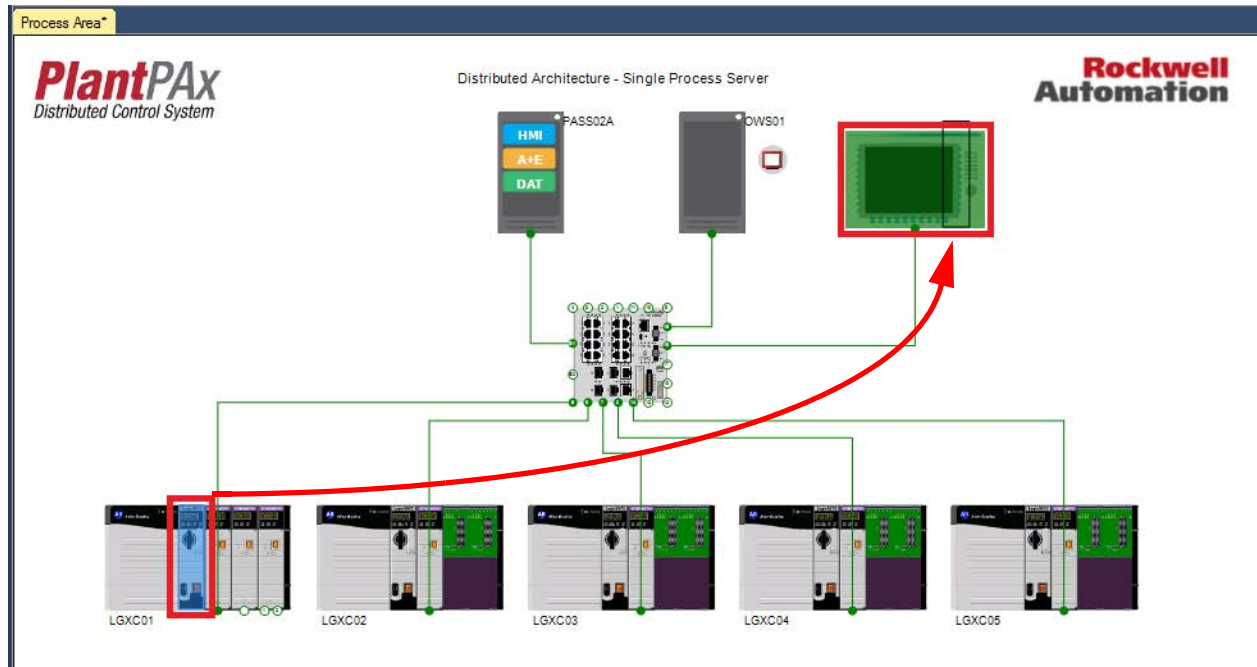 Process Area*
PlantPAx
Distributed Control System
Distributed Architecture - Single Process Server
Rockwell
Automation
PASS02A
OWS01
HMI
A+E
DAT
LGXC01
LGXC02
LGXC03
LGXC04
LGXC05